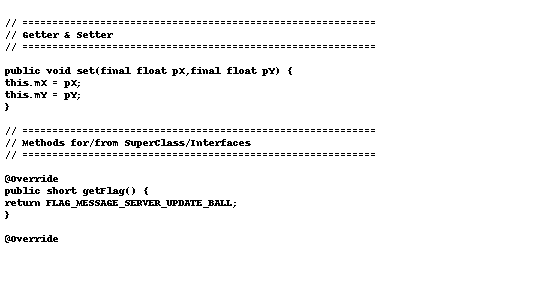 // ===========================================================
// Getter & Setter
// ===========================================================
public void set(final float pX,final float pY) {
this.mX = pX;
this.mY = pY;
}
// ===========================================================
// Methods for/from SuperClass/Interfaces
// ===========================================================
@Override
public short getFlag() {
return FLAG_MESSAGE_SERVER_UPDATE_BALL;
}
@Override